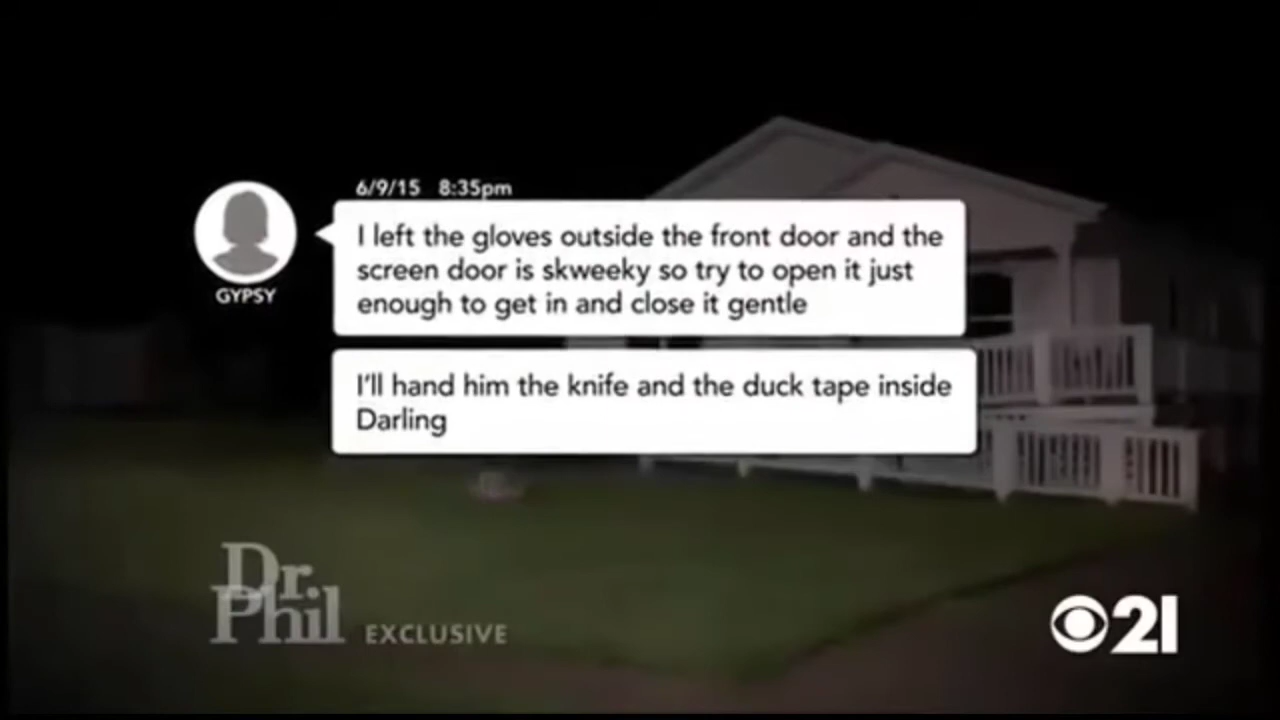 6/9/15 8:35pm
I left the gloves outside the front door and the
screen door is skweeky so try to open it just
enough to get in and close it gentle
GYPSY
I'll hand him the knife and the duck tape inside
Darling
Dr.
Phil EXCLUSIVE
21